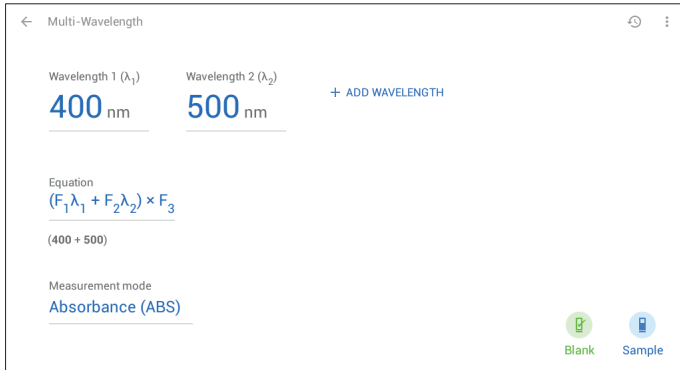 Multi-Wavelength
Wavelength 1 (λ₁) Wavelength 2 (λ₂)
400 nm 500 nm + ADD WAVELENGTH
Equation
(F₁λ₁ + F₂λ₂) × F₃
(400 + 500)
Measurement mode
Absorbance (ABS)
Blank Sample